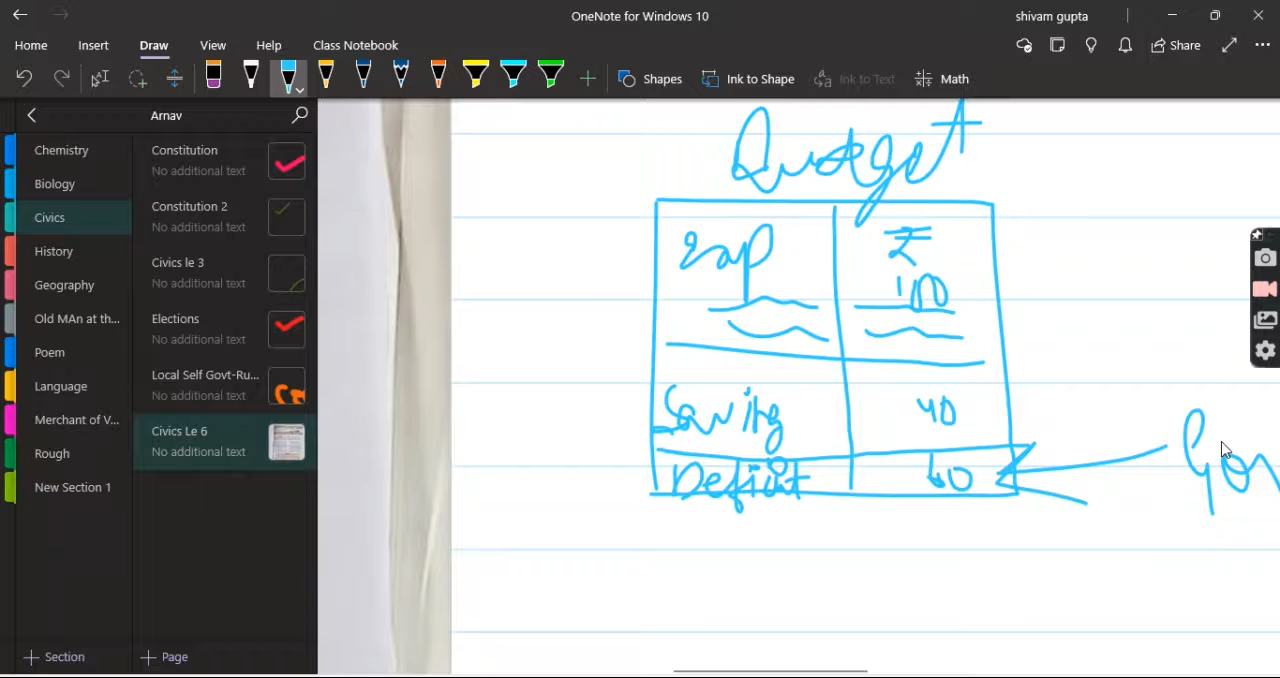 OneNote for Windows 10
shivam gupta
Home Insert Draw View Help Class Notebook
Share
Shapes Ink to Shape Ink to Text Math
Arnav
Chemistry
Biology
Civics
History
Geography
Old MAn at th...
Poem
Language
Merchant of V...
Rough
New Section 1
Section
Constitution
No additional text
Constitution 2
No additional text
Civics le 3
No additional text
Elections
No additional text
Local Self Govt-Ru...
No additional text
Civics Le 6
No additional text
Page
Budget
Exp ₹
100
Saving 40
Deficit 60
Gov